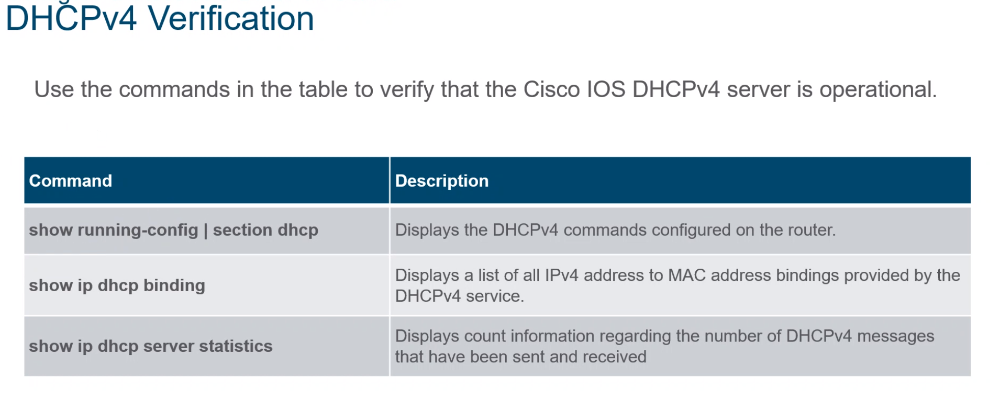 DHCPv4 Verification
Use the commands in the table to verify that the Cisco IOS DHCPv4 server is operational.
Command
Description
show running-config | section dhcp
Displays the DHCPv4 commands configured on the router.
show ip dhcp binding
Displays a list of all IPv4 address to MAC address bindings provided by the
DHCPv4 service.
show ip dhcp server statistics
Displays count information regarding the number of DHCPv4 messages
that have been sent and received